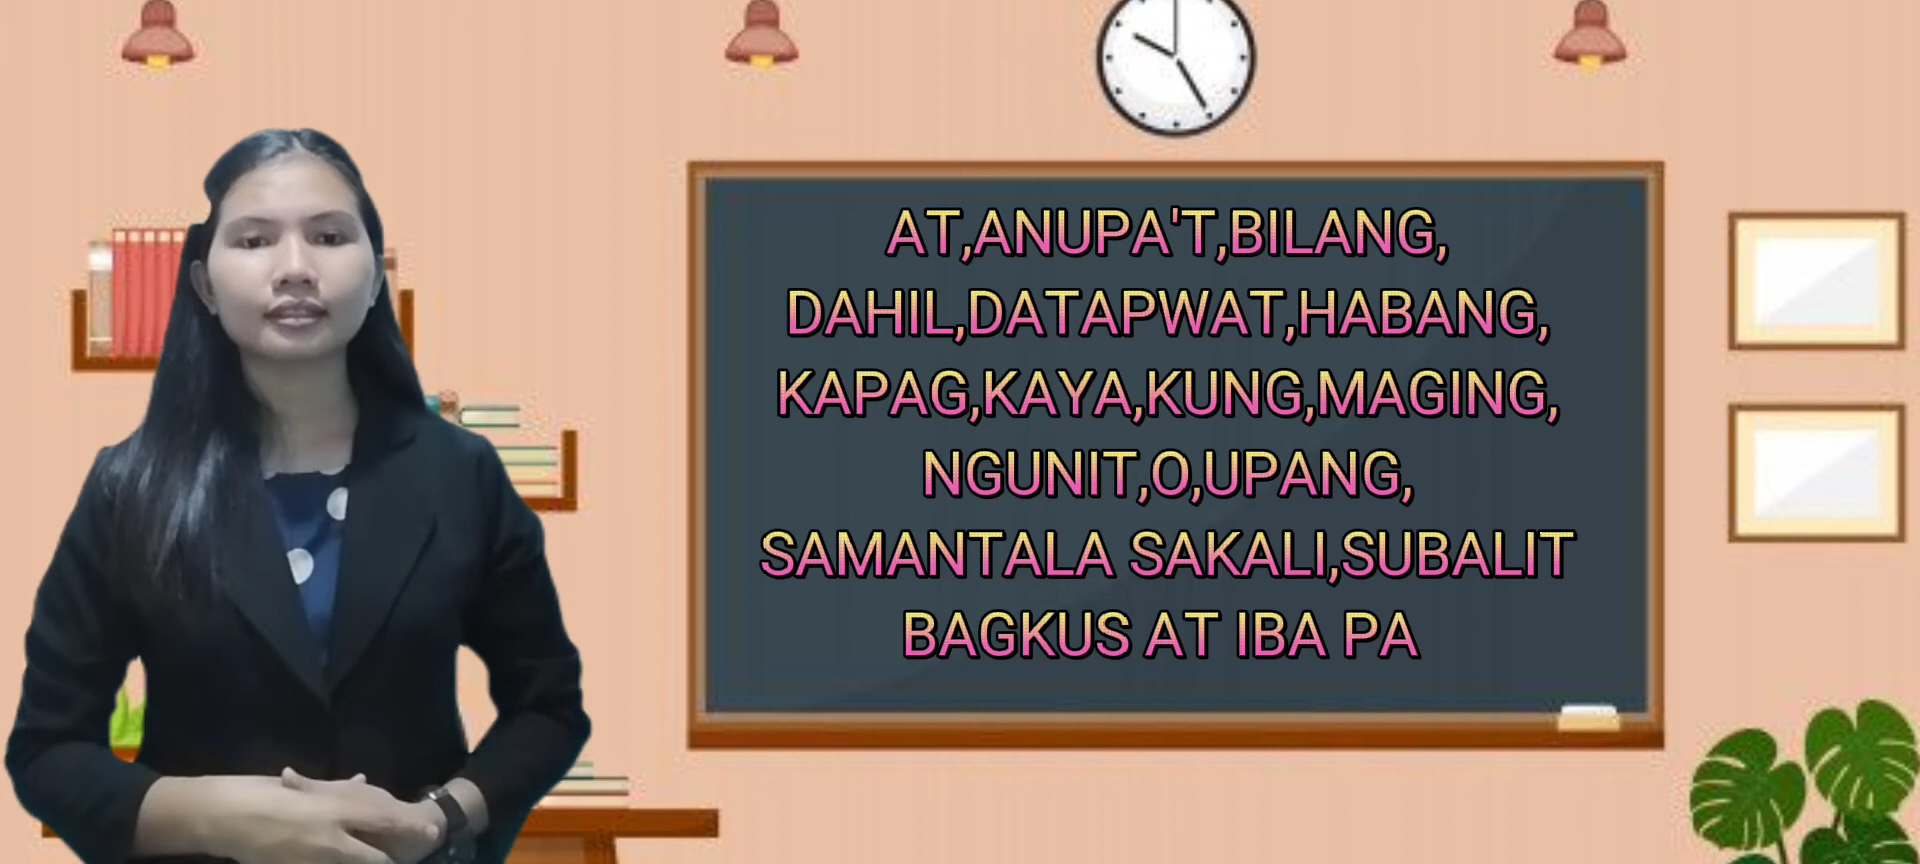 AT,ANUPA'T,BILANG,
DAHIL,DATAPWAT,HABANG,
KAPAG,KAYA,KUNG,MAGING,
NGUNIT,O,UPANG,
SAMANTALA SAKALI,SUBALIT
BAGKUS AT IBA PA